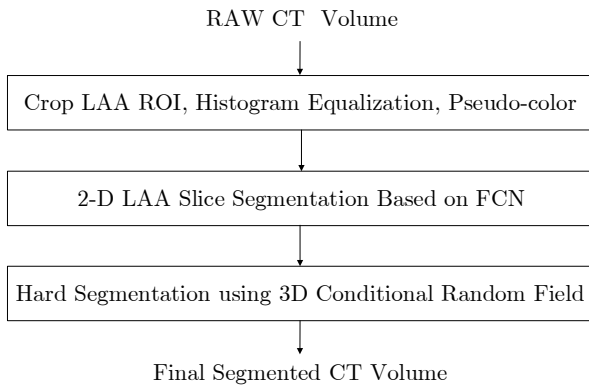 RAW CT Volume
Crop LAA ROI, Histogram Equalization, Pseudo-color
2-D LAA Slice Segmentation Based on FCN
Hard Segmentation using 3D Conditional Random Field
Final Segmented CT Volume